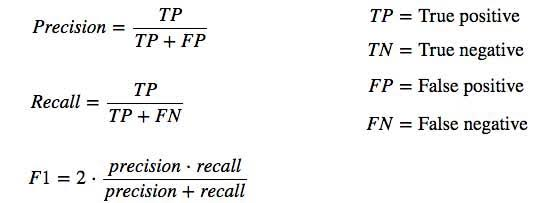 Precision = TP / TP + FP
Recall = TP / TP + FN
F1 = 2 · precision · recall / precision + recall
TP = True positive
TN = True negative
FP = False positive
FN = False negative